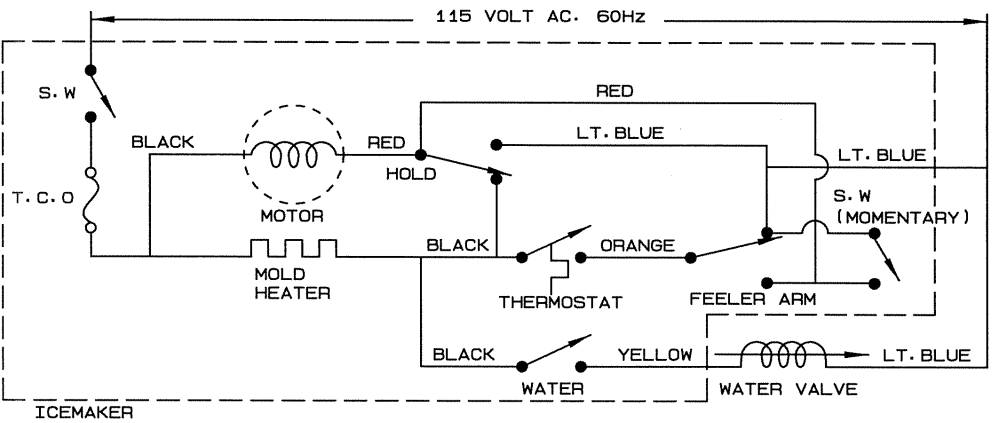 115 VOLT AC. 60Hz
S.W
RED
BLACK
RED
LT.BLUE
LT.BLUE
HOLD
T.C.O
S.W
(MOMENTARY)
MOTOR
BLACK
ORANGE
MOLD
HEATER
THERMOSTAT
FEELER ARM
BLACK
YELLOW
LT.BLUE
WATER
WATER VALVE
ICEMAKER